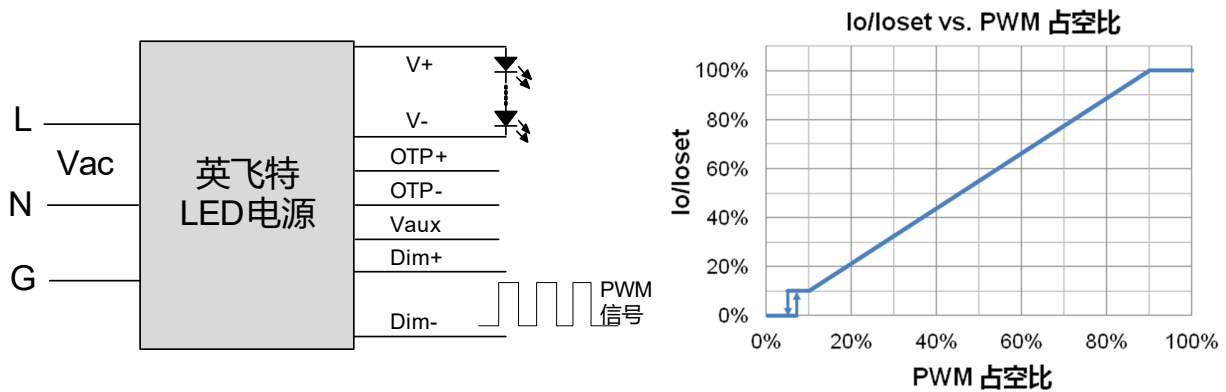 L
Vac
N
G
英飞特
LED电源
V+
V-
OTP+
OTP-
Vaux
Dim+
Dim-
PWM
信号
Io/Ioset vs. PWM 占空比
Io/Ioset
100%
80%
60%
40%
20%
0%
0% 20% 40% 60% 80% 100%
PWM 占空比